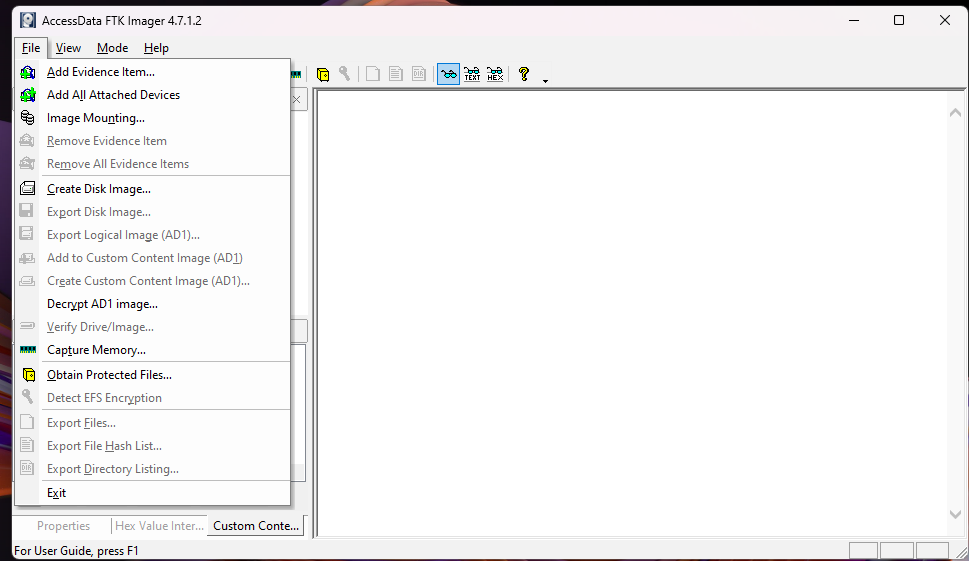 AccessData FTK Imager 4.7.1.2
File View Mode Help
Add Evidence Item...
Add All Attached Devices
Image Mounting...
Remove Evidence Item
Remove All Evidence Items
Create Disk Image...
Export Disk Image...
Export Logical Image (AD1)...
Add to Custom Content Image (AD1)
Create Custom Content Image (AD1)...
Decrypt AD1 image...
Verify Drive/Image...
Capture Memory...
Obtain Protected Files...
Detect EFS Encryption
Export Files...
Export File Hash List...
Export Directory Listing...
Exit
TEXT HEX ?
DIR
Properties Hex Value Inter... Custom Conte...
For User Guide, press F1